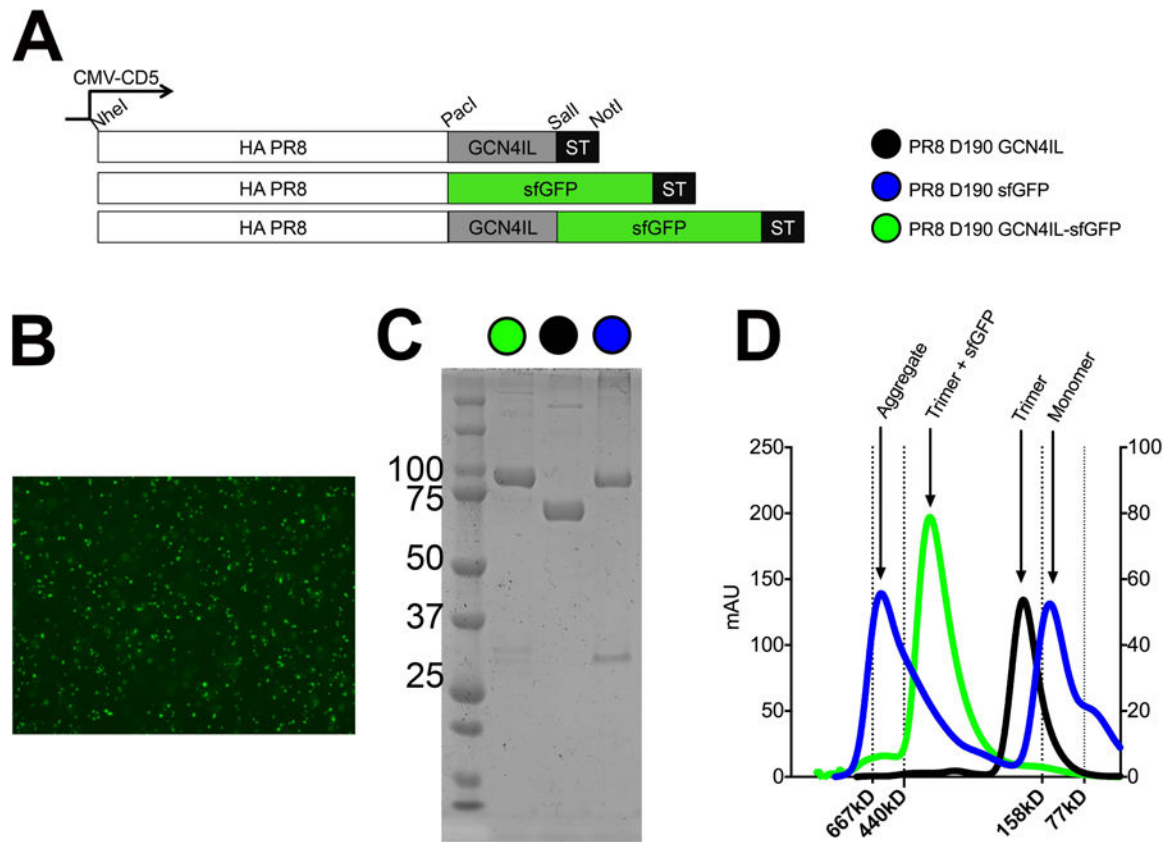 A
CMV-CD5
NheI
PacI
SalI
NotI
HA PR8
GCN4IL
ST
HA PR8
sfGFP
ST
HA PR8
GCN4IL
sfGFP
ST
PR8 D190 GCN4IL
PR8 D190 sfGFP
PR8 D190 GCN4IL-sfGFP
B
C
100
75
50
37
25
D
Aggregate
Trimer + sfGFP
Trimer
Monomer
250
200
150
100
50
0
mAU
100
80
60
40
20
0
667kD
440kD
158kD
77kD